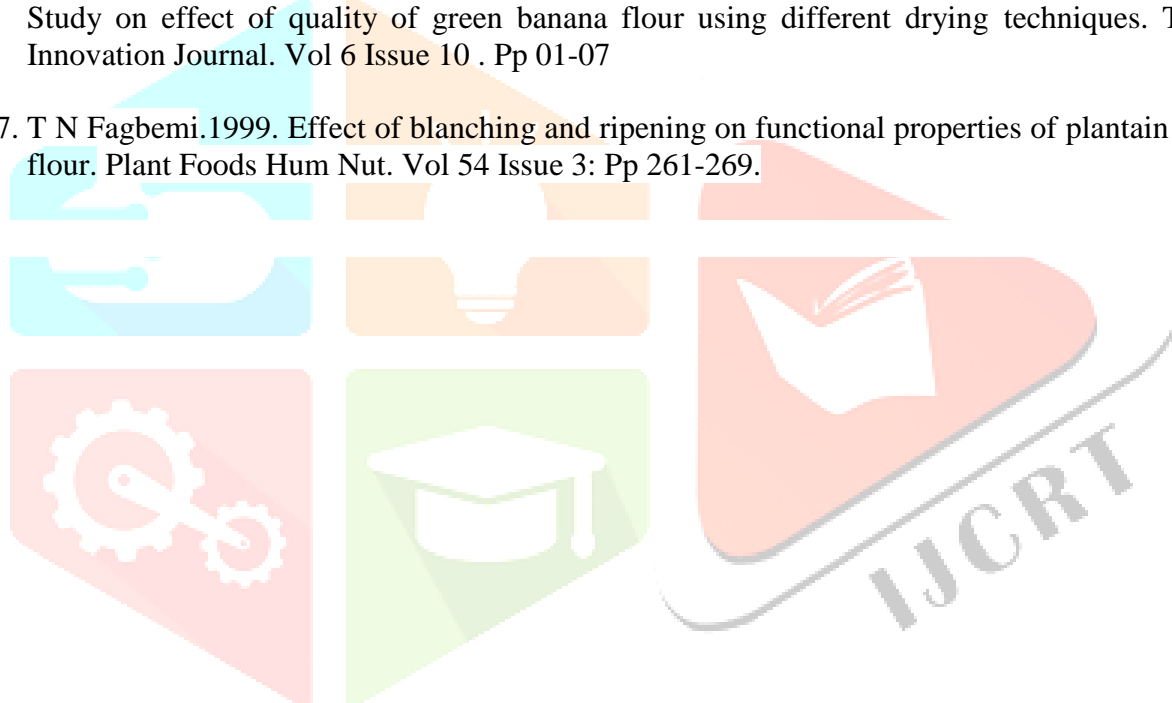 Study on effect of quality of green banana flour using different drying techniques.
Innovation Journal. Vol 6 Issue 10 . Pp 01-07
7. T N Fagbemi.1999. Effect of blanching and ripening on functional properties of plantain
flour. Plant Foods Hum Nut. Vol 54 Issue 3: Pp 261-269.
IJCRT